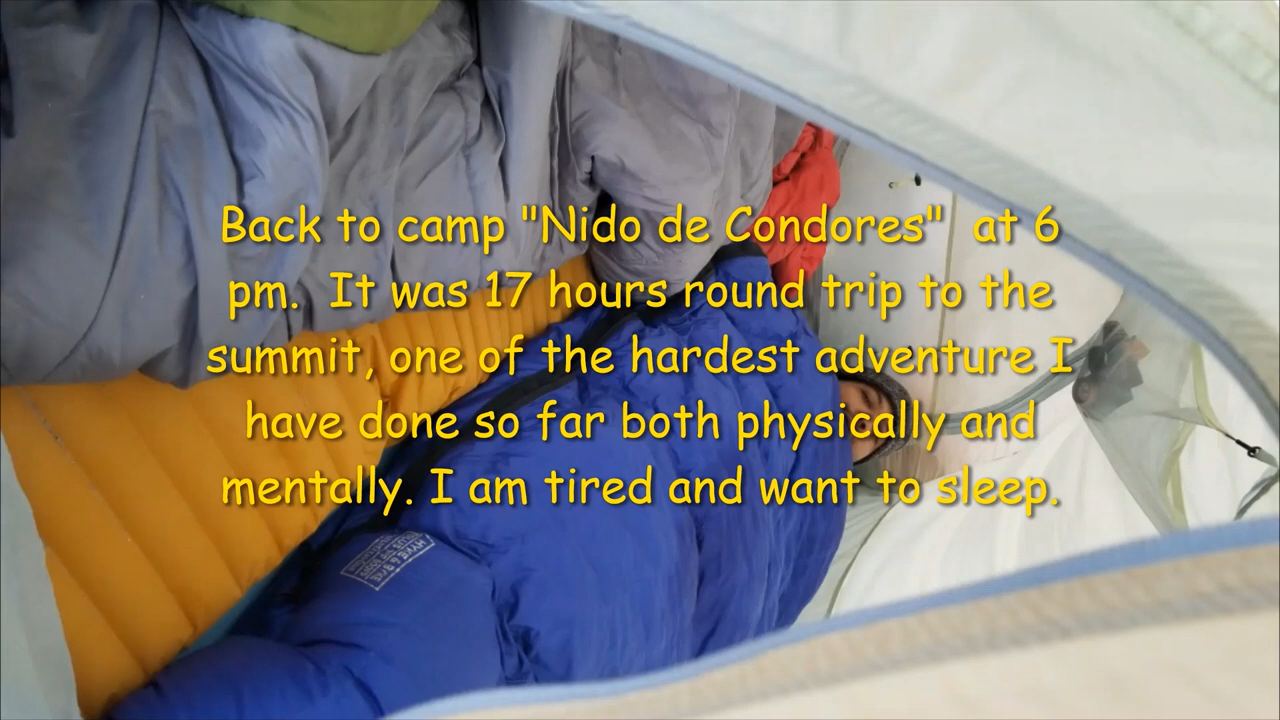 Back to camp "Nido de Condores"  at 6
pm.  It was 17 hours round trip to the
summit, one of the hardest adventure I
have done so far both physically and
mentally. I am tired and want to sleep.